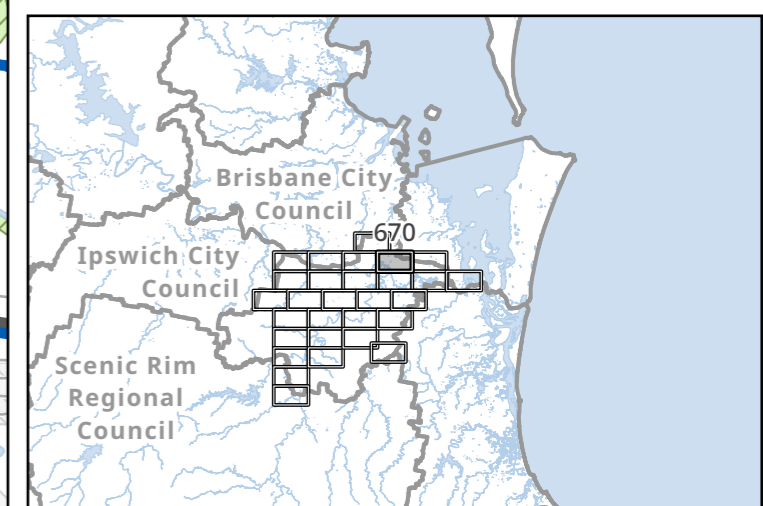 Brisbane City
Council
670
Ipswich City
Council
Scenic Rim
Regional
Council